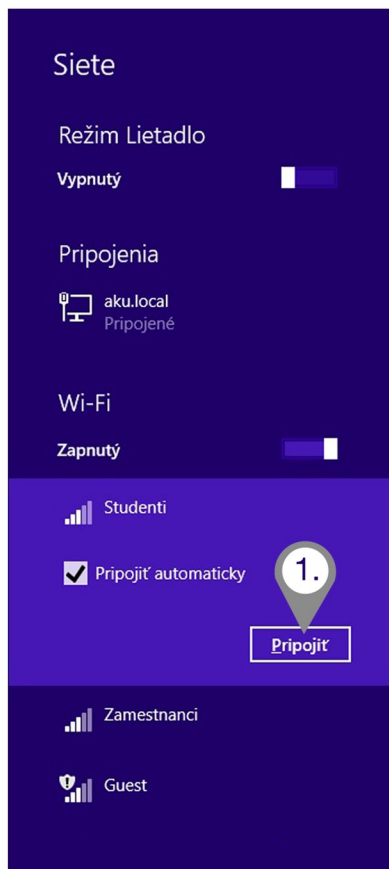 Siete
Režim Lietadlo
Vypnutý
Pripojenia
aku.local
Pripojené
Wi-Fi
Zapnutý
Studenti
Pripojiť automaticky
1.
Pripojiť
Zamestnanci
Guest